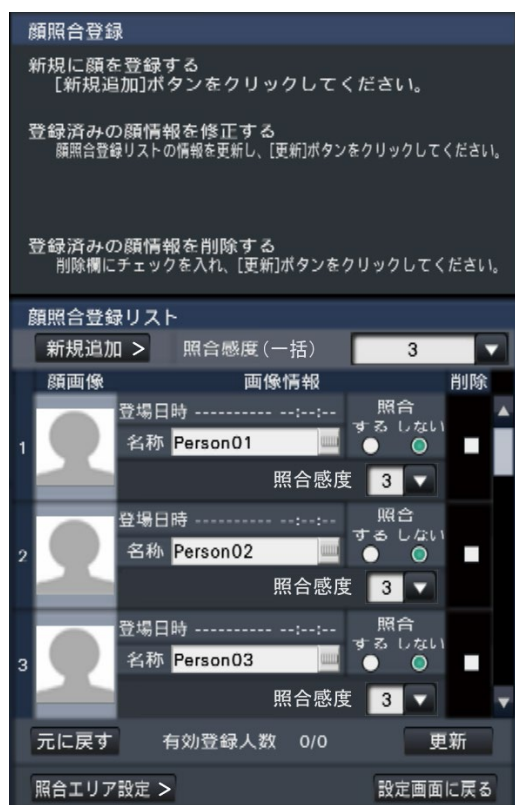 顔照合登録
新規に顔を登録する
[新規追加]ボタンをクリックしてください。
登録済みの顔情報を修正する
顔照合登録リストの情報を更新し、[更新]ボタンをクリックしてください。
登録済みの顔情報を削除する
削除欄にチェックを入れ、[更新]ボタンをクリックしてください。
顔照合登録リスト
新規追加 > 照合感度(一括) 3
顔画像 画像情報 削除
登場日時 ---------- --:--:-- 照合
する しない
1 名称 Person01
照合感度 3
登場日時 ---------- --:--:-- 照合
する しない
2 名称 Person02
照合感度 3
登場日時 ---------- --:--:-- 照合
する しない
3 名称 Person03
照合感度 3
元に戻す 有効登録人数 0/0 更新
照合エリア設定 > 設定画面に戻る